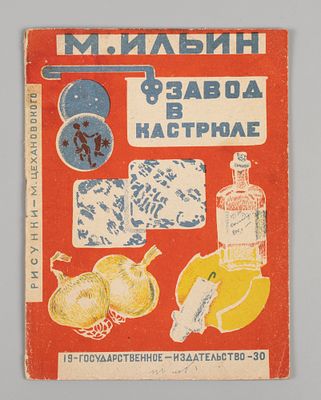 М. ИЛЬИН
ЗАВОД
В
КАСТРЮЛЕ
РИСУНКИ — М. ЦЕХАНОВСКОГО
19-ГОСУДАРСТВЕННОЕ — ИЗДАТЕЛЬСТВО -30